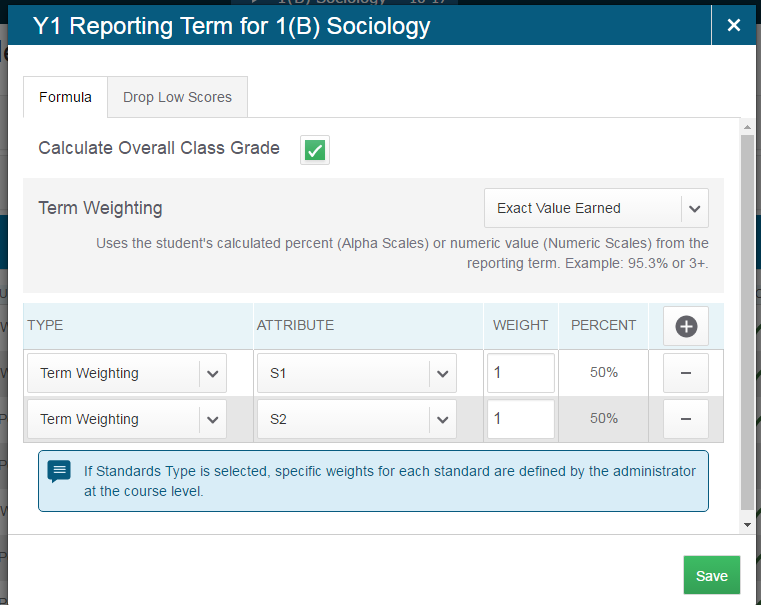 Y1 Reporting Term for 1(B) Sociology
Formula
Drop Low Scores
Calculate Overall Class Grade
Term Weighting
Exact Value Earned
Uses the student's calculated percent (Alpha Scales) or numeric value (Numeric Scales) from the
reporting term. Example: 95.3% or 3+.
TYPE ATTRIBUTE WEIGHT PERCENT
Term Weighting S1 1 50%
Term Weighting S2 1 50%
If Standards Type is selected, specific weights for each standard are defined by the administrator
at the course level.
Save